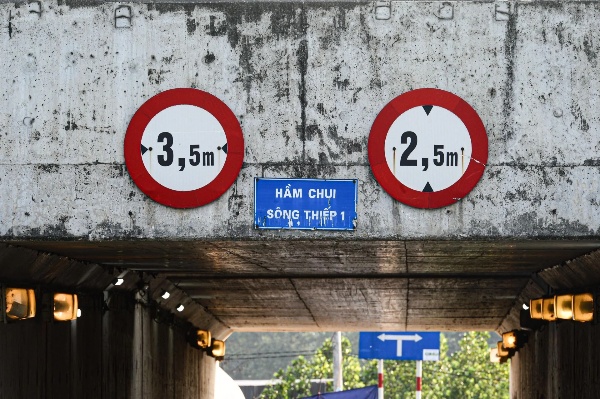 3,5m
2,5m
HẦM CHUI
SÔNG THIẾP 1